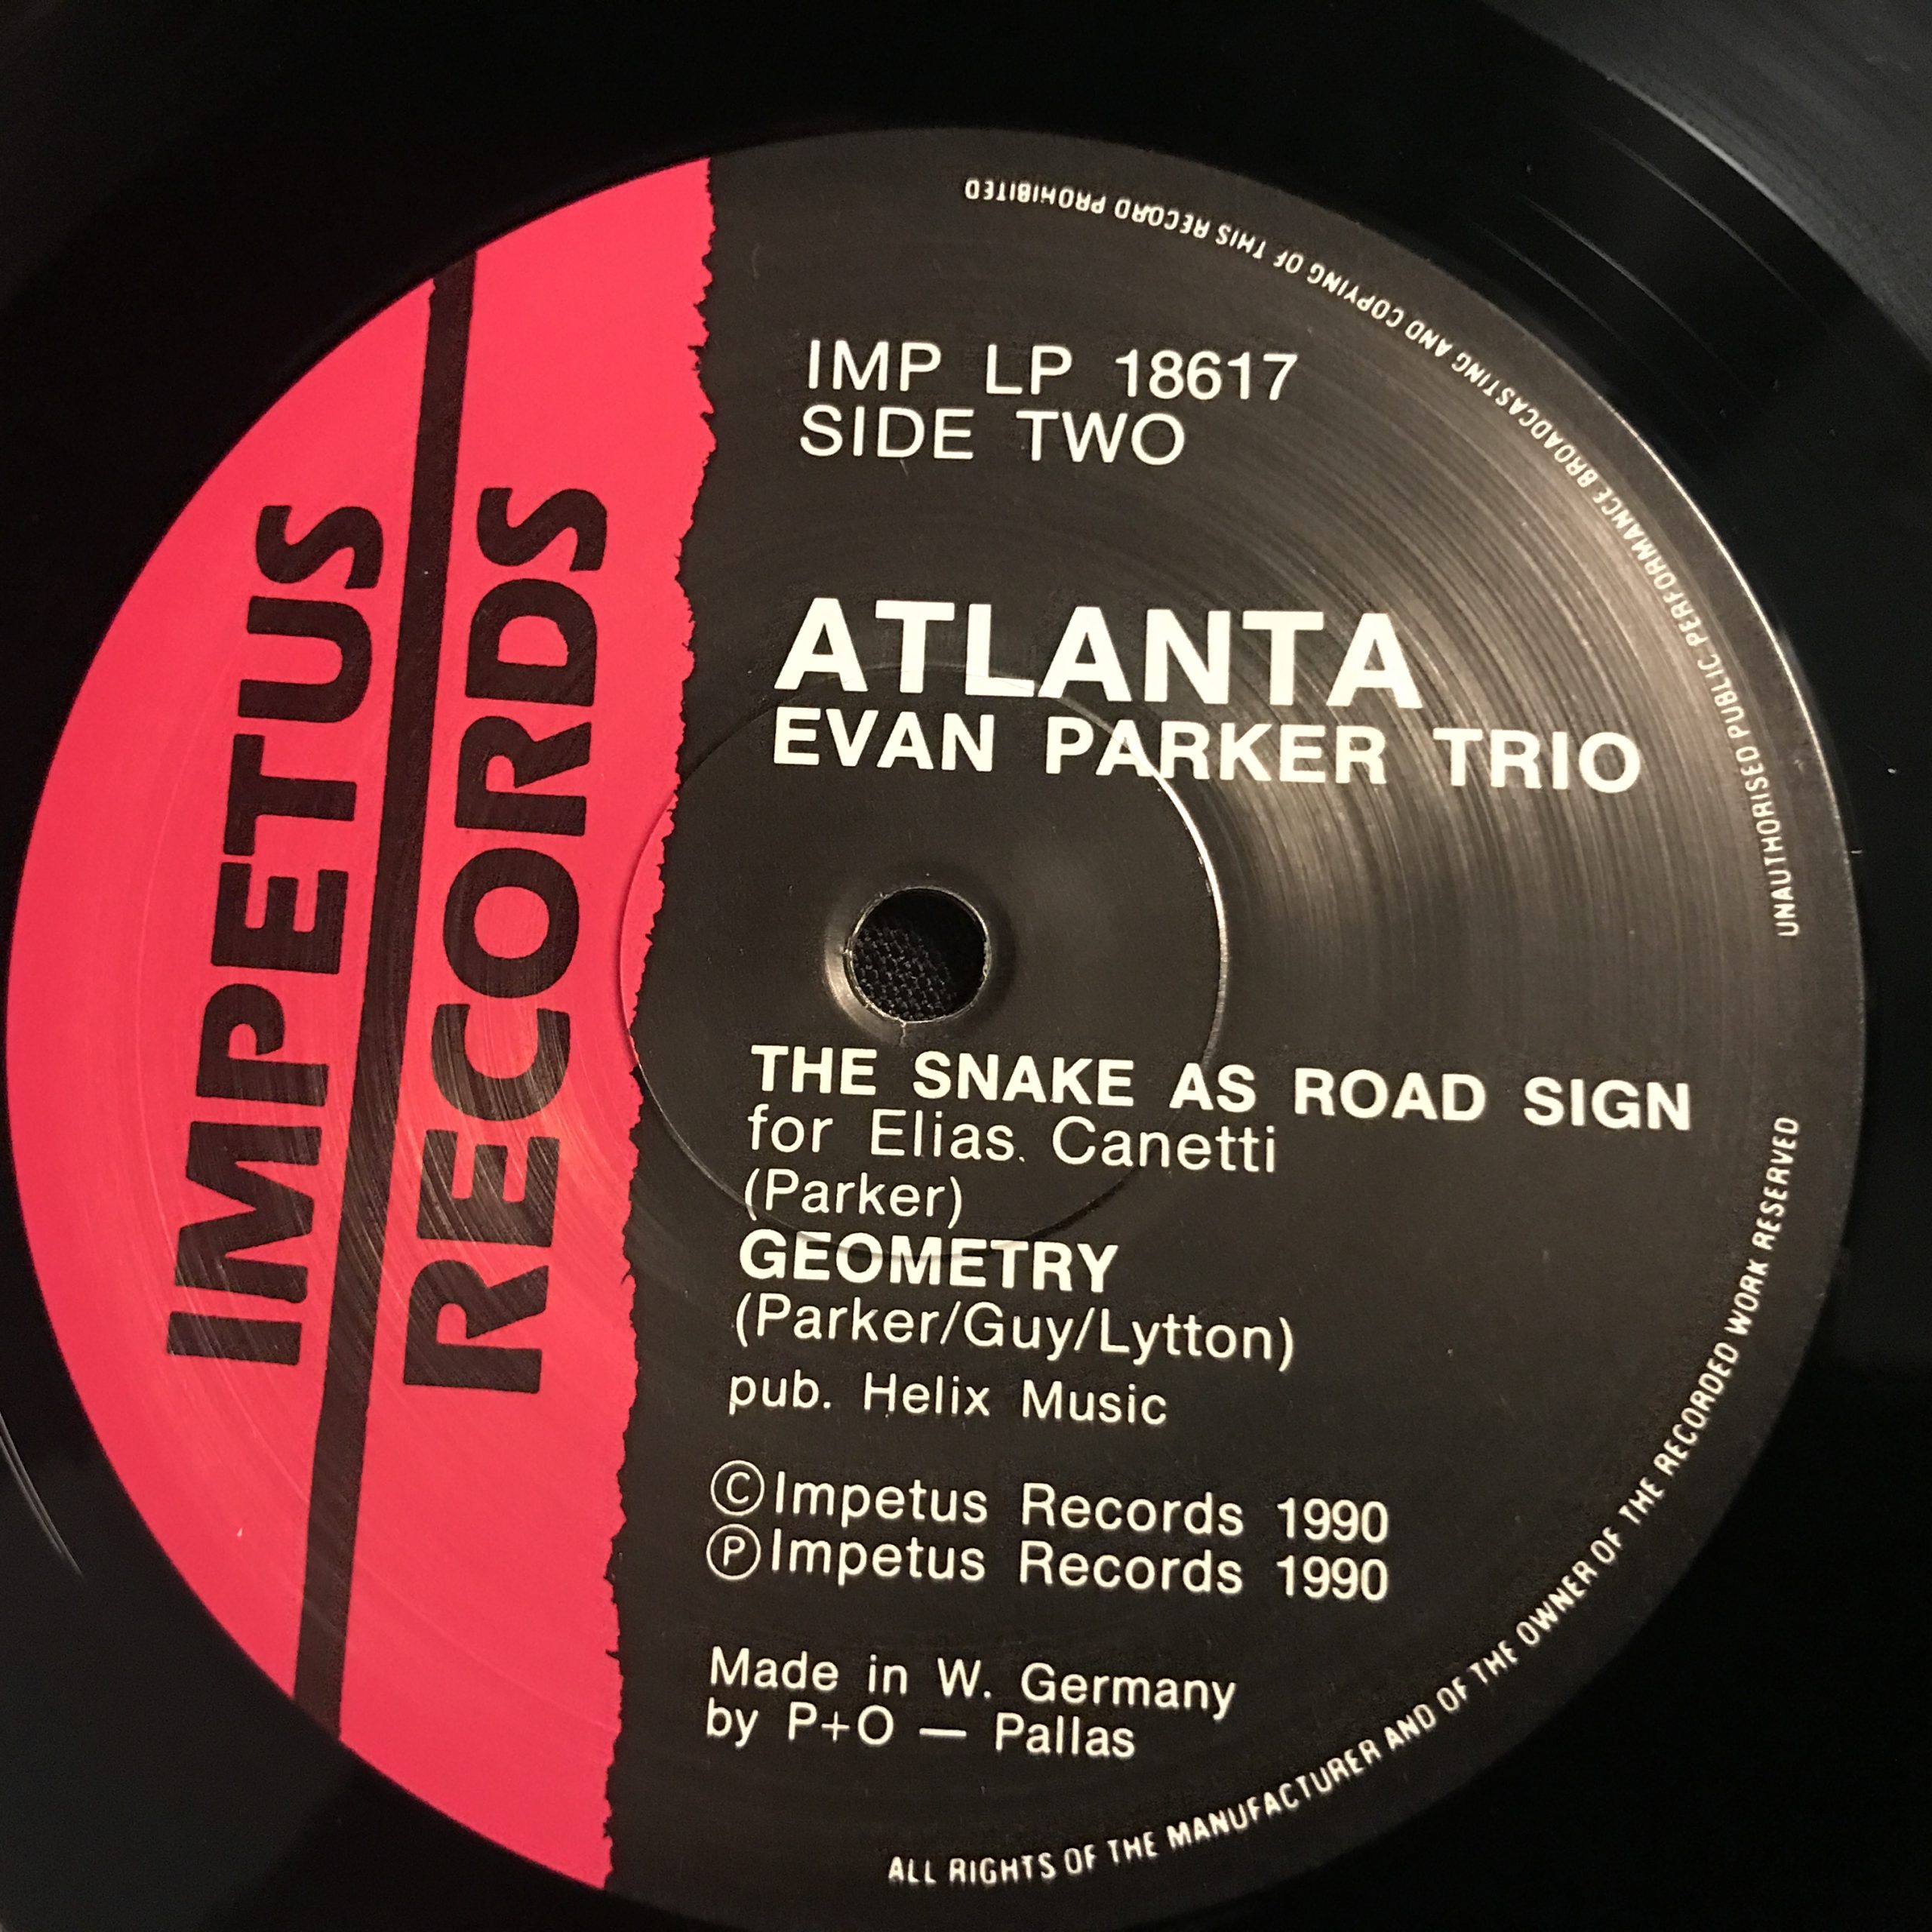 IMPETUS
RECORDS
IMP LP 18617
SIDE TWO
ATLANTA
EVAN PARKER TRIO
THE SNAKE AS ROAD SIGN
for Elias. Canetti
(Parker)
GEOMETRY
(Parker/Guy/Lytton)
pub. Helix Music
©Impetus Records 1990
℗Impetus Records 1990
Made in W. Germany
by P+O — Pallas
ALL RIGHTS OF THE MANUFACTURER AND OF THE OWNER OF THE RECORDED WORK RESERVED
UNAUTHORISED PUBLIC PERFORMANCE BROADCASTING AND COPYING OF THIS RECORD PROHIBITED